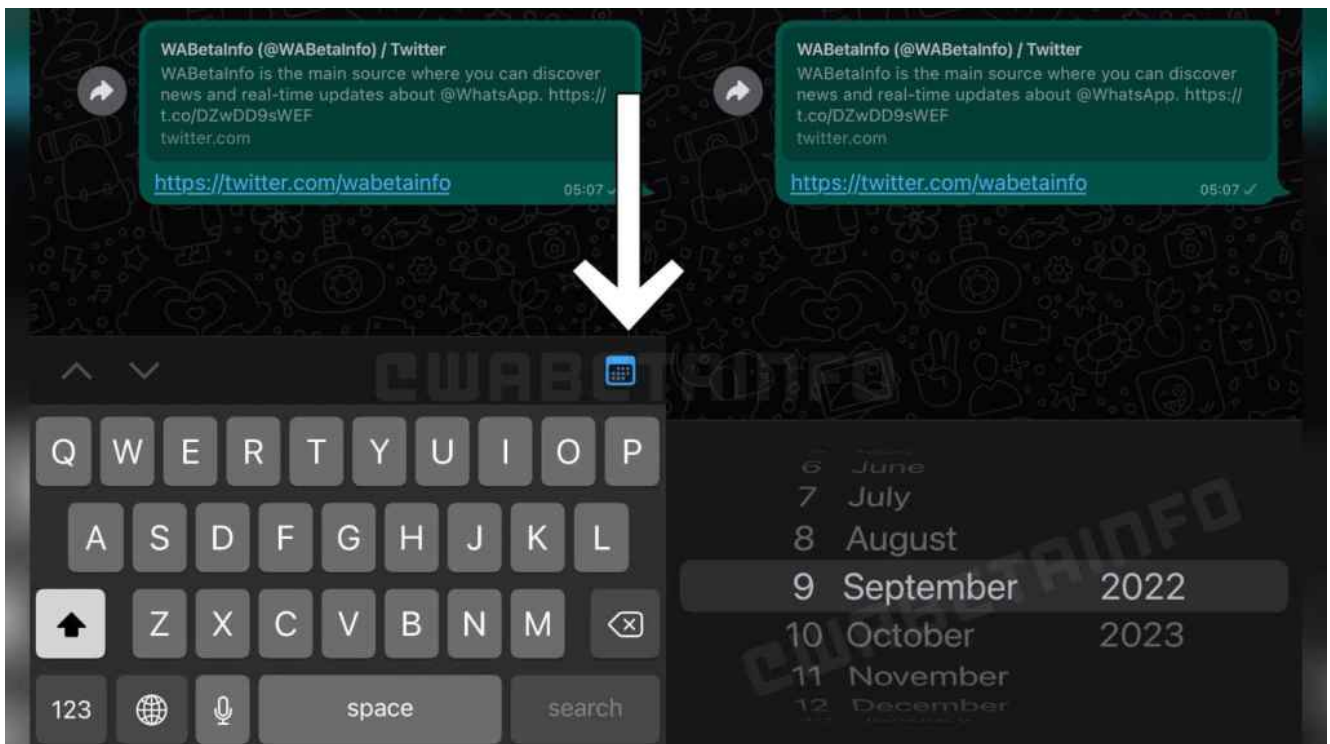 WABetaInfo (@WABetaInfo) / Twitter
WABetaInfo is the main source where you can discover
news and real-time updates about @WhatsApp. https://
t.co/DZwDD9sWEF
twitter.com
https://twitter.com/wabetainfo
05:07
WABetaInfo (@WABetaInfo) / Twitter
WABetaInfo is the main source where you can discover
news and real-time updates about @WhatsApp. https://
t.co/DZwDD9sWEF
twitter.com
https://twitter.com/wabetainfo
05:07
CWABETAINFO
Q W E R T Y U I O P
A S D F G H J K L
Z X C V B N M
123 space search
6 June
7 July
8 August
9 September 2022
10 October 2023
11 November
12 December
CWABETAINFO